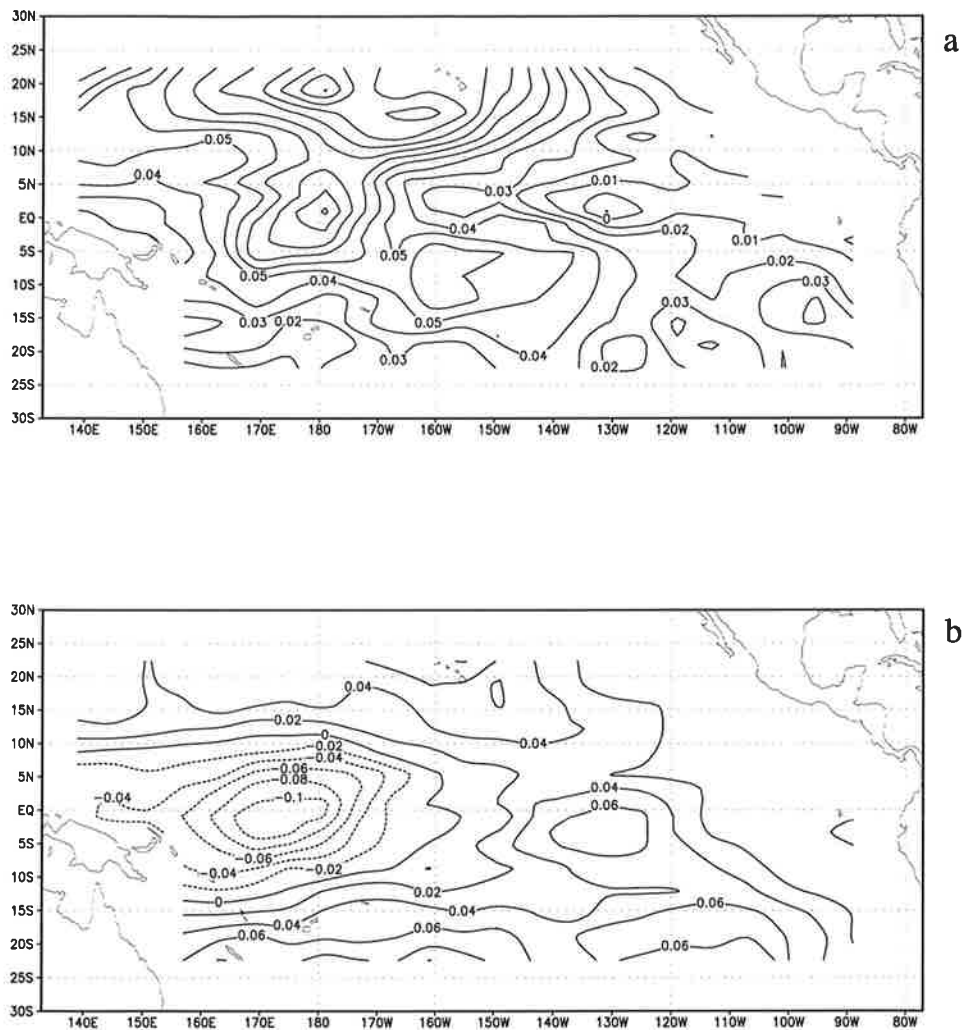 30N
a
25N
20N
15N
0.05
10N
0.04
5N
0.03
0.01
EQ
0
0.04
0.02
0.01
5S
0.05
0.02
0.05
0.04
0.03
10S
0.03
0.05
15S
0.03
0.02
0.04
20S
0.03
0.02
25S
30S
140E
150E
160E
170E
180
170W
160W
150W
140W
130W
120W
110W
100W
90W
80W
30N
b
25N
20N
0.04
15N
0.02
10N
0
0.04
-0.02
-0.04
5N
-0.06
-0.08
0.04
-0.04
-0.1
0.06
EQ
5S
-0.06
-0.04
-0.02
10S
0.02
0
15S
0.04
0.04
0.06
0.06
0.06
20S
0.06
25S
30S
140E
150E
160E
170E
180
170W
160W
150W
140W
130W
120W
110W
100W
90W
80W